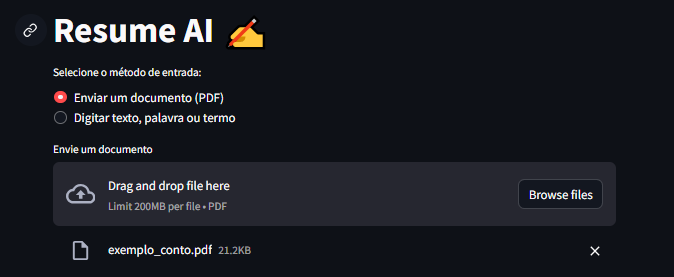 Resume AI ✍️
Selecione o método de entrada:
Enviar um documento (PDF)
Digitar texto, palavra ou termo
Envie um documento
Drag and drop file here
Limit 200MB per file • PDF
Browse files
exemplo_conto.pdf 21.2KB